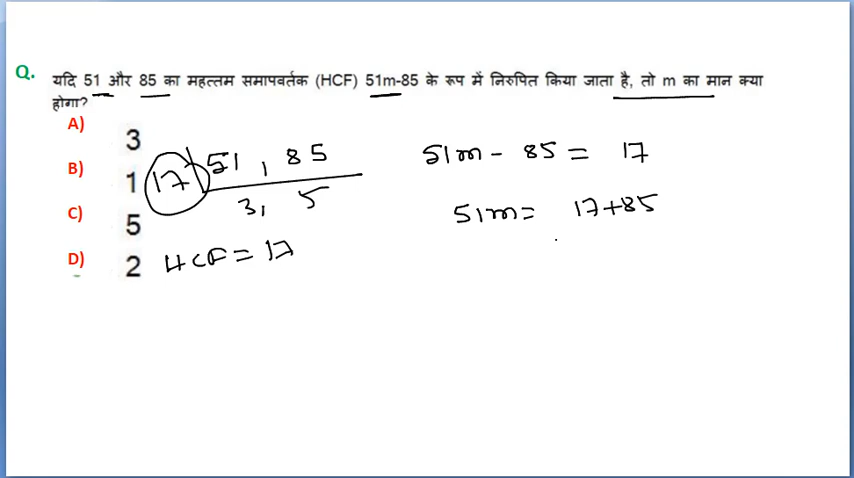 Q. यदि 51 और 85 का महत्तम समापवर्तक (HCF) 51m-85 के रूप में निरुपित किया जाता है, तो m का मान क्या
होगा?
A) 3
B) 1
C) 5
D) 2
17 51, 85
3, 5
HCF = 17
51m - 85 = 17
51m = 17+85